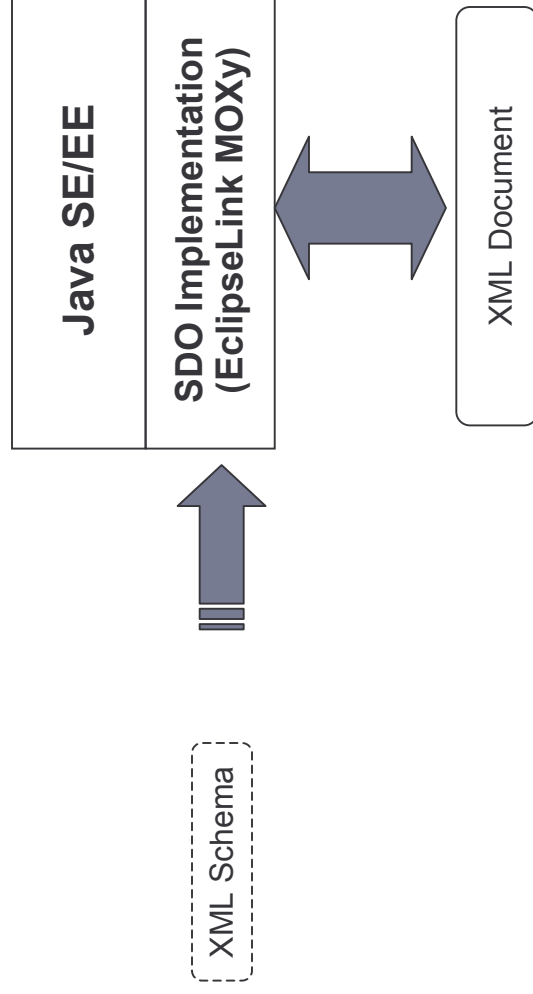 Java SE/EE
SDO Implementation
(EclipseLink MOXy)
XML Document
XML Schema